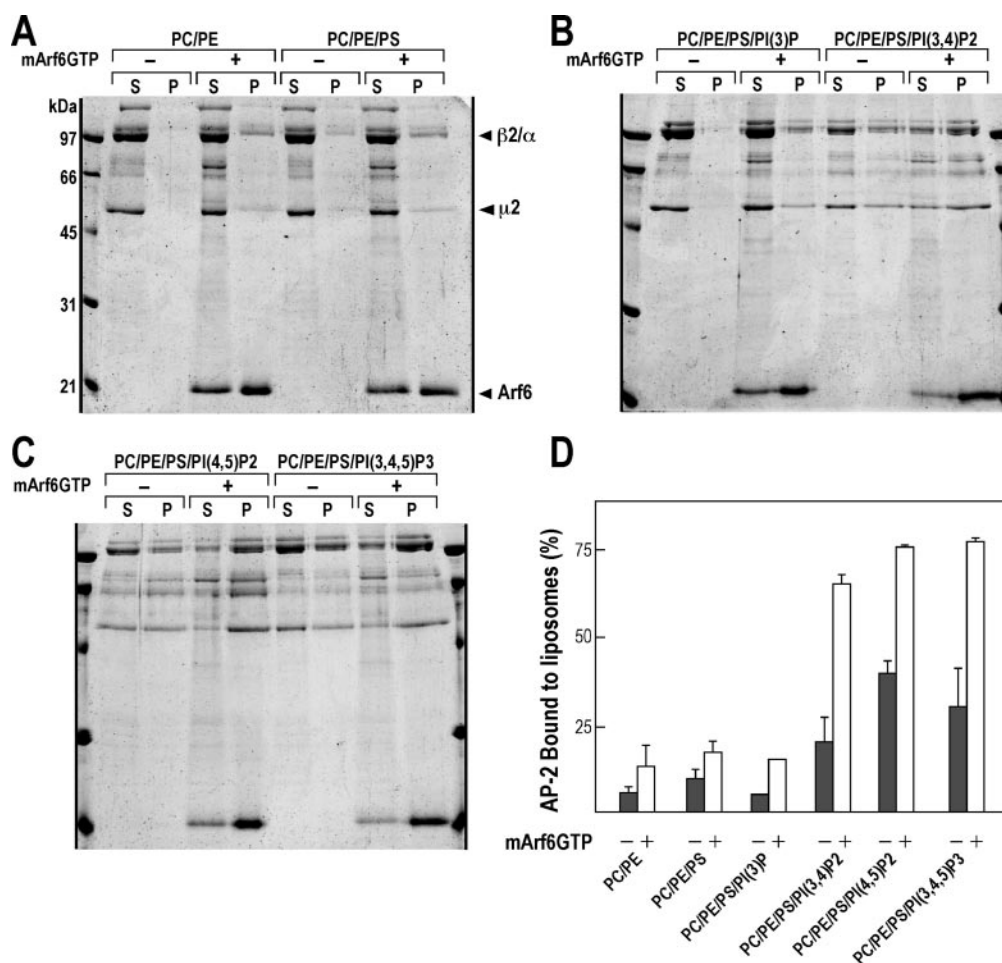 A
PC/PE PC/PE/PS
mArf6GTP – + – +
S P S P S P S P
kDa
97
66
45
31
21
β2/α
μ2
Arf6
B
PC/PE/PS/PI(3)P PC/PE/PS/PI(3,4)P2
mArf6GTP – + – +
S P S P S P S P
C
PC/PE/PS/PI(4,5)P2 PC/PE/PS/PI(3,4,5)P3
mArf6GTP – + – +
S P S P S P S P
D
AP-2 Bound to liposomes (%)
75
50
25
mArf6GTP – + – + – + – + – + – +
PC/PE
PC/PE/PS
PC/PE/PS/PI(3)P
PC/PE/PS/PI(3,4)P2
PC/PE/PS/PI(4,5)P2
PC/PE/PS/PI(3,4,5)P3